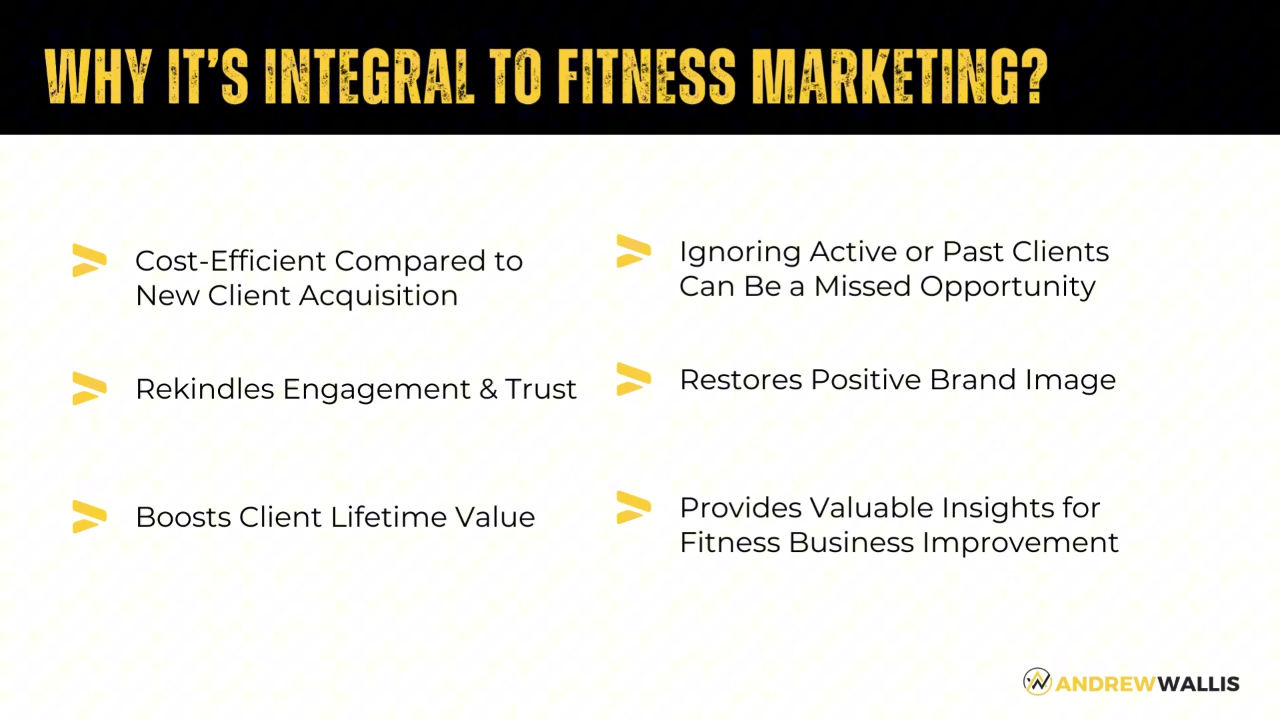 WHY IT'S INTEGRAL TO FITNESS MARKETING?
Cost-Efficient Compared to
New Client Acquisition
Rekindles Engagement & Trust
Boosts Client Lifetime Value
Ignoring Active or Past Clients
Can Be a Missed Opportunity
Restores Positive Brand Image
Provides Valuable Insights for
Fitness Business Improvement
ANDREWWALLIS